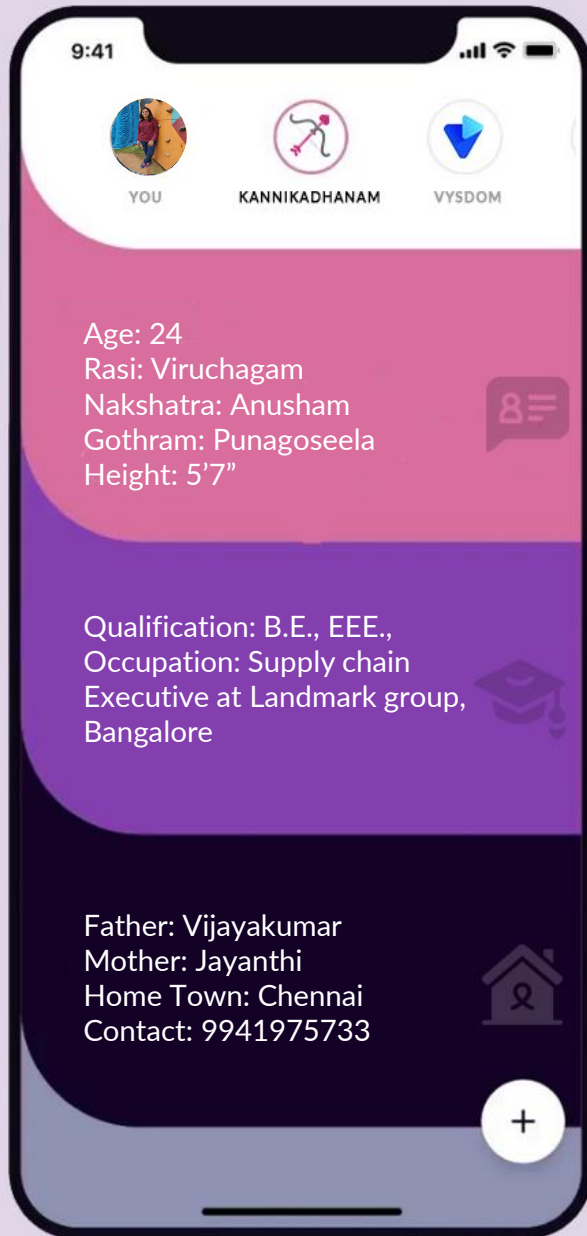 9:41
YOU
KANNIKADHANAM
VYSDOM
Age: 24
Rasi: Viruchagam
Nakshatra: Anusham
Gothram: Punagoseela
Height: 5’7”
Qualification: B.E., EEE.,
Occupation: Supply chain
Executive at Landmark group,
Bangalore
Father: Vijayakumar
Mother: Jayanthi
Home Town: Chennai
Contact: 9941975733